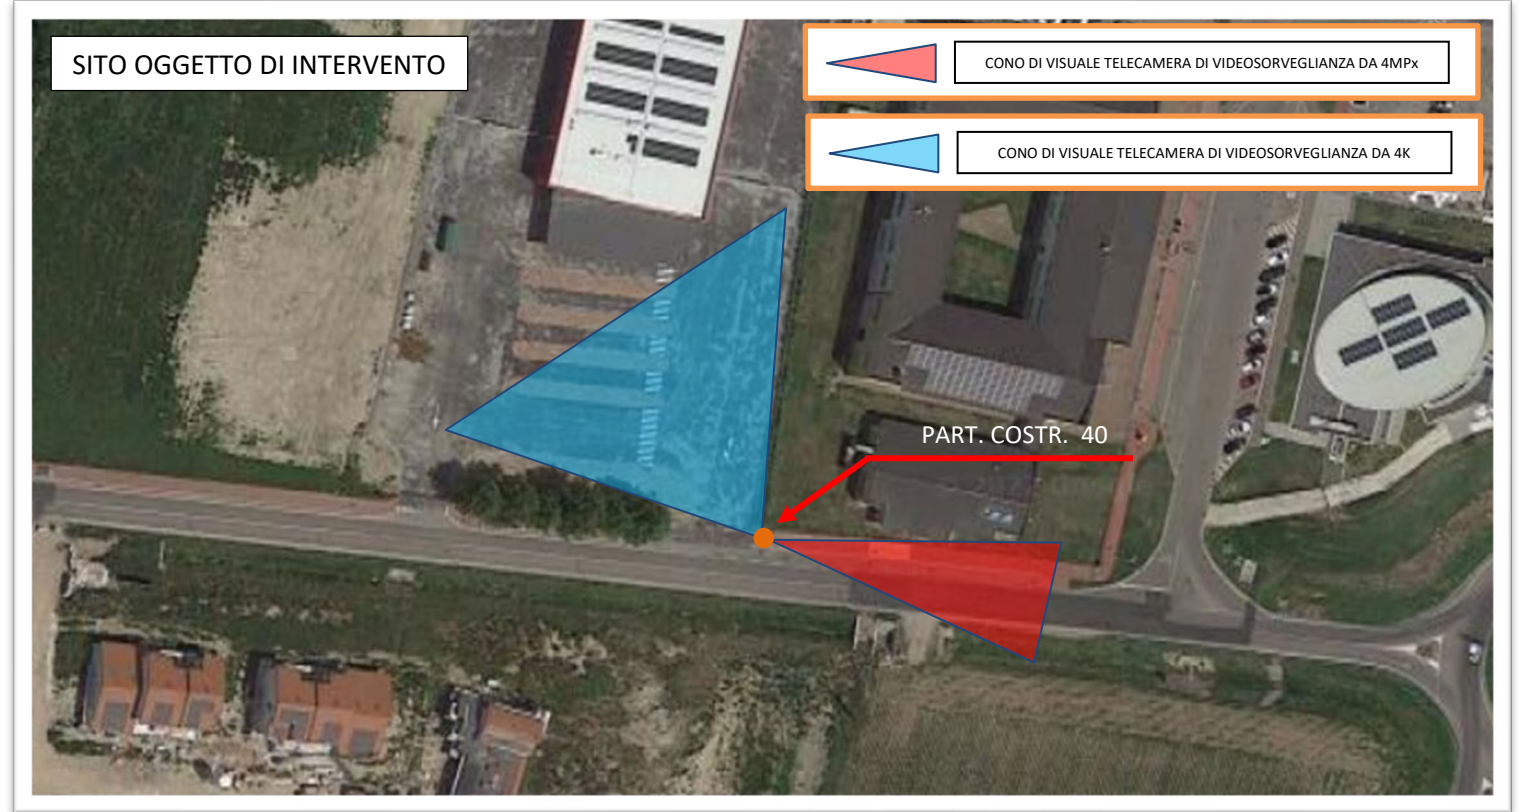 SITO OGGETTO DI INTERVENTO
CONO DI VISUALE TELECAMERA DI VIDEOSORVEGLIANZA DA 4MPx
CONO DI VISUALE TELECAMERA DI VIDEOSORVEGLIANZA DA 4K
PART. COSTR. 40